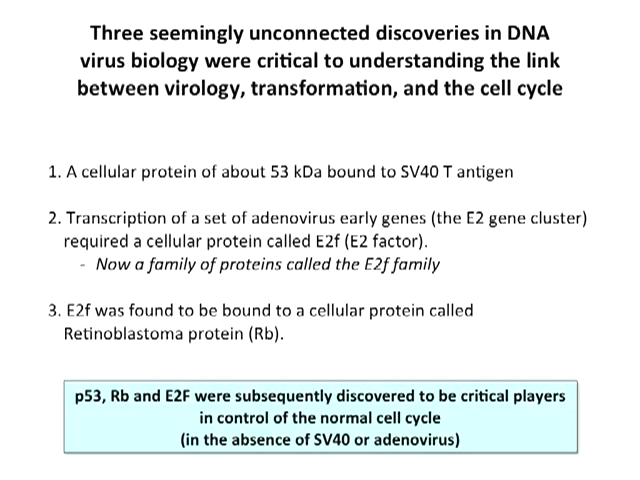 Three seemingly unconnected discoveries in DNA
virus biology were critical to understanding the link
between virology, transformation, and the cell cycle
1. A cellular protein of about 53 kDa bound to SV40 T antigen
2. Transcription of a set of adenovirus early genes (the E2 gene cluster)
required a cellular protein called E2f (E2 factor).
- Now a family of proteins called the E2f family
3. E2f was found to be bound to a cellular protein called
Retinoblastoma protein (Rb).
p53, Rb and E2F were subsequently discovered to be critical players
in control of the normal cell cycle
(in the absence of SV40 or adenovirus)